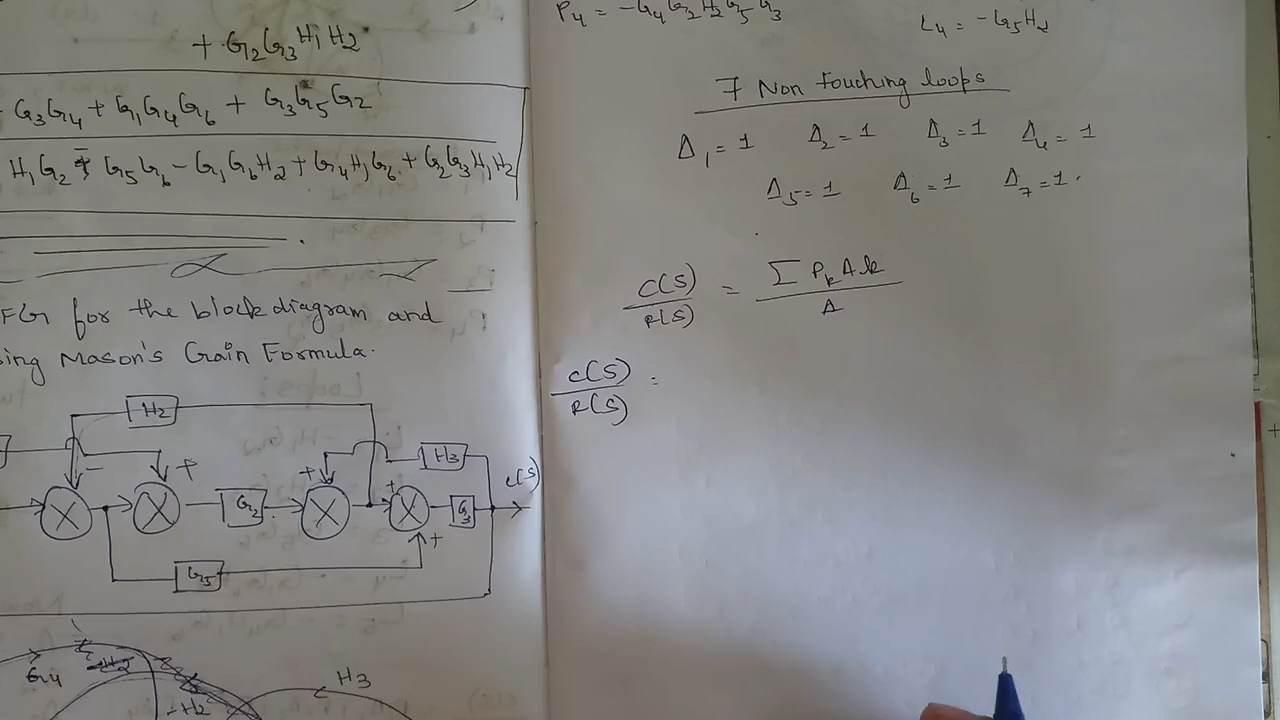 + G2G3H1H2
G3G4 + G1G4G6 + G3G5G2
H1G2 + G5G6 - G1G6H2 + G4H1G6 + G2G3H1H2
FG for the block diagram and
ing Mason's Gain Formula.
H2
H3
- + + + C(S)
X X G2 X X G3
+
G5
G4 -H2 H3
-H2
P4 = -G4G2H2G5G3
L4 = -G5H2
7 Non touching loops
Δ1 = 1 Δ2 = 1 Δ3 = 1 Δ4 = 1
Δ5 = 1 Δ6 = 1 Δ7 = 1.
C(S)/R(S) = Σ Pk Δk / Δ
C(S)/R(S) =